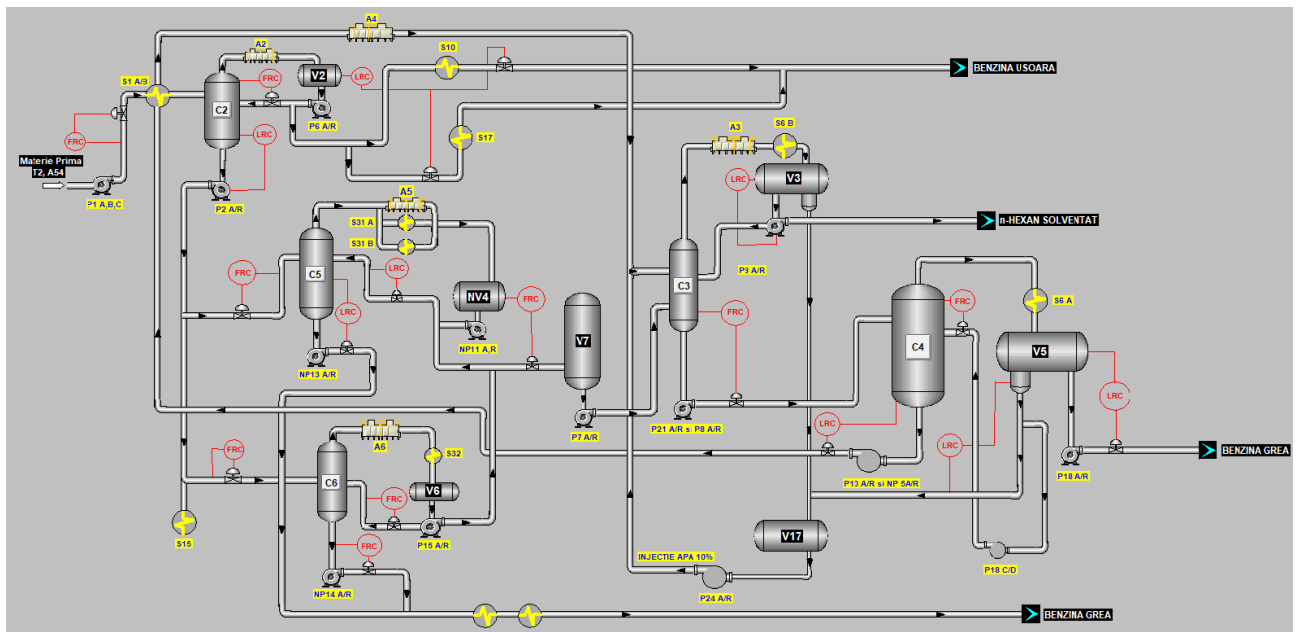 A4
A2
S10
V2
LRC
BENZINA USOARA
S1 A/B
FRC
C2
P6 A/R
FRC
LRC
S17
A3
S6 B
Materie Prima
T2, A54
P1 A,B,C
P2 A/R
LRC
V3
A5
S31 A
S31 B
n-HEXAN SOLVENTAT
FRC
C5
LRC
P9 A/R
C3
LRC
NV4
FRC
V7
FRC
C4
FRC
S6 A
V5
NP11 A,R
NP13 A/R
LRC
P7 A/R
P21 A/R si P8 A/R
LRC
LRC
A6
S32
FRC
C6
V6
FRC
P15 A/R
P13 A/R si NP 5A/R
P18 A/R
BENZINA GREA
S15
FRC
V17
INJECTIE APA 10%
P18 C/D
NP14 A/R
P24 A/R
BENZINA GREA